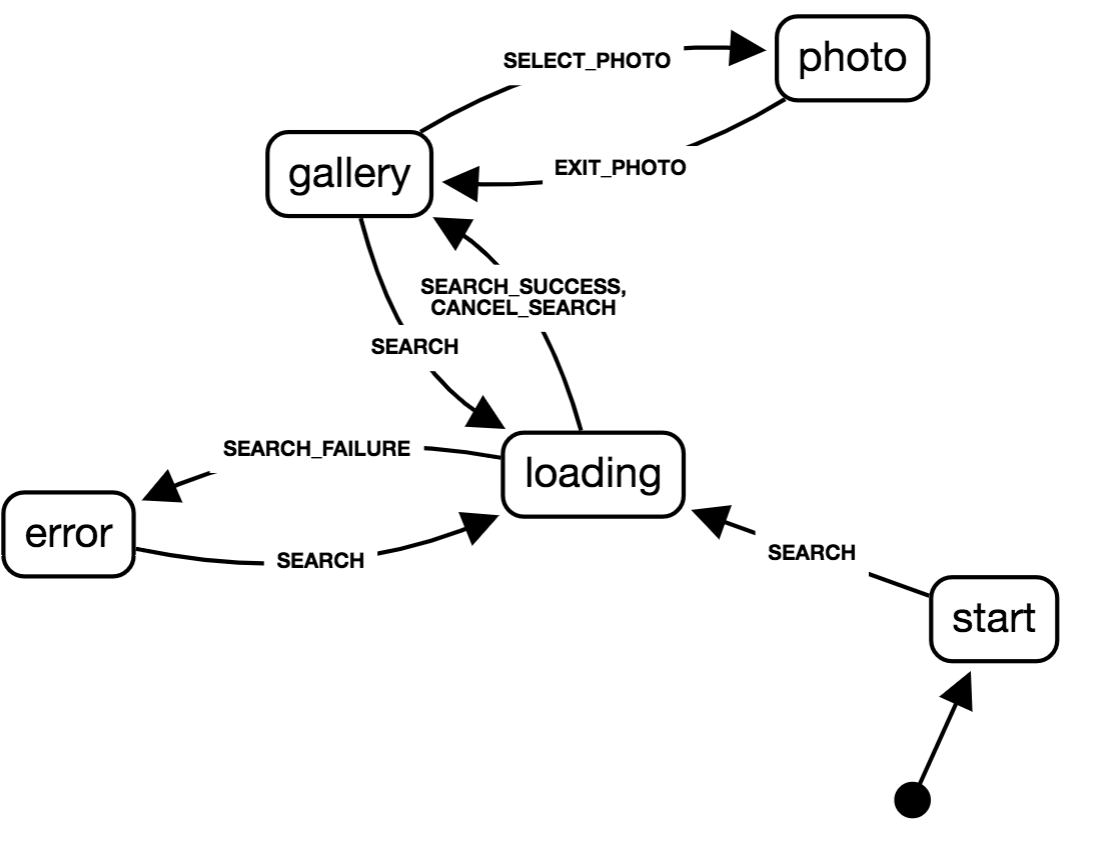 SELECT_PHOTO
photo
gallery
EXIT_PHOTO
SEARCH_SUCCESS,
CANCEL_SEARCH
SEARCH
SEARCH_FAILURE
loading
error
SEARCH
SEARCH
start